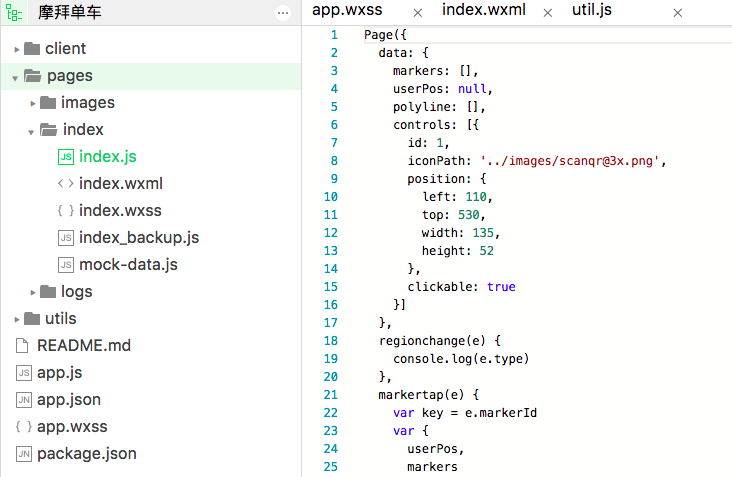 摩拜单车
client
pages
images
index
JS index.js
<> index.wxml
{ } index.wxss
JS index_backup.js
JS mock-data.js
logs
utils
README.md
JS app.js
JN app.json
{ } app.wxss
JN package.json
app.wxss × index.wxml × util.js ×
1 Page({
2 data: {
3 markers: [],
4 userPos: null,
5 polyline: [],
6 controls: [{
7 id: 1,
8 iconPath: '../images/scanqr@3x.png',
9 position: {
10 left: 110,
11 top: 530,
12 width: 135,
13 height: 52
14 },
15 clickable: true
16 }]
17 },
18 regionchange(e) {
19 console.log(e.type)
20 },
21 markertap(e) {
22 var key = e.markerId
23 var {
24 userPos,
25 markers